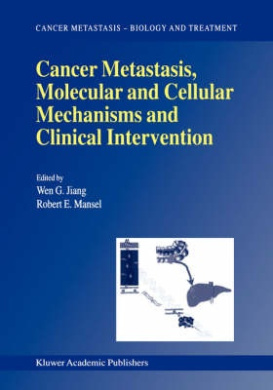 CANCER METASTASIS – BIOLOGY AND TREATMENT
Cancer Metastasis,
Molecular and Cellular
Mechanisms and
Clinical Intervention
Edited by
Wen G. Jiang
Robert E. Mansel
Kluwer Academic Publishers